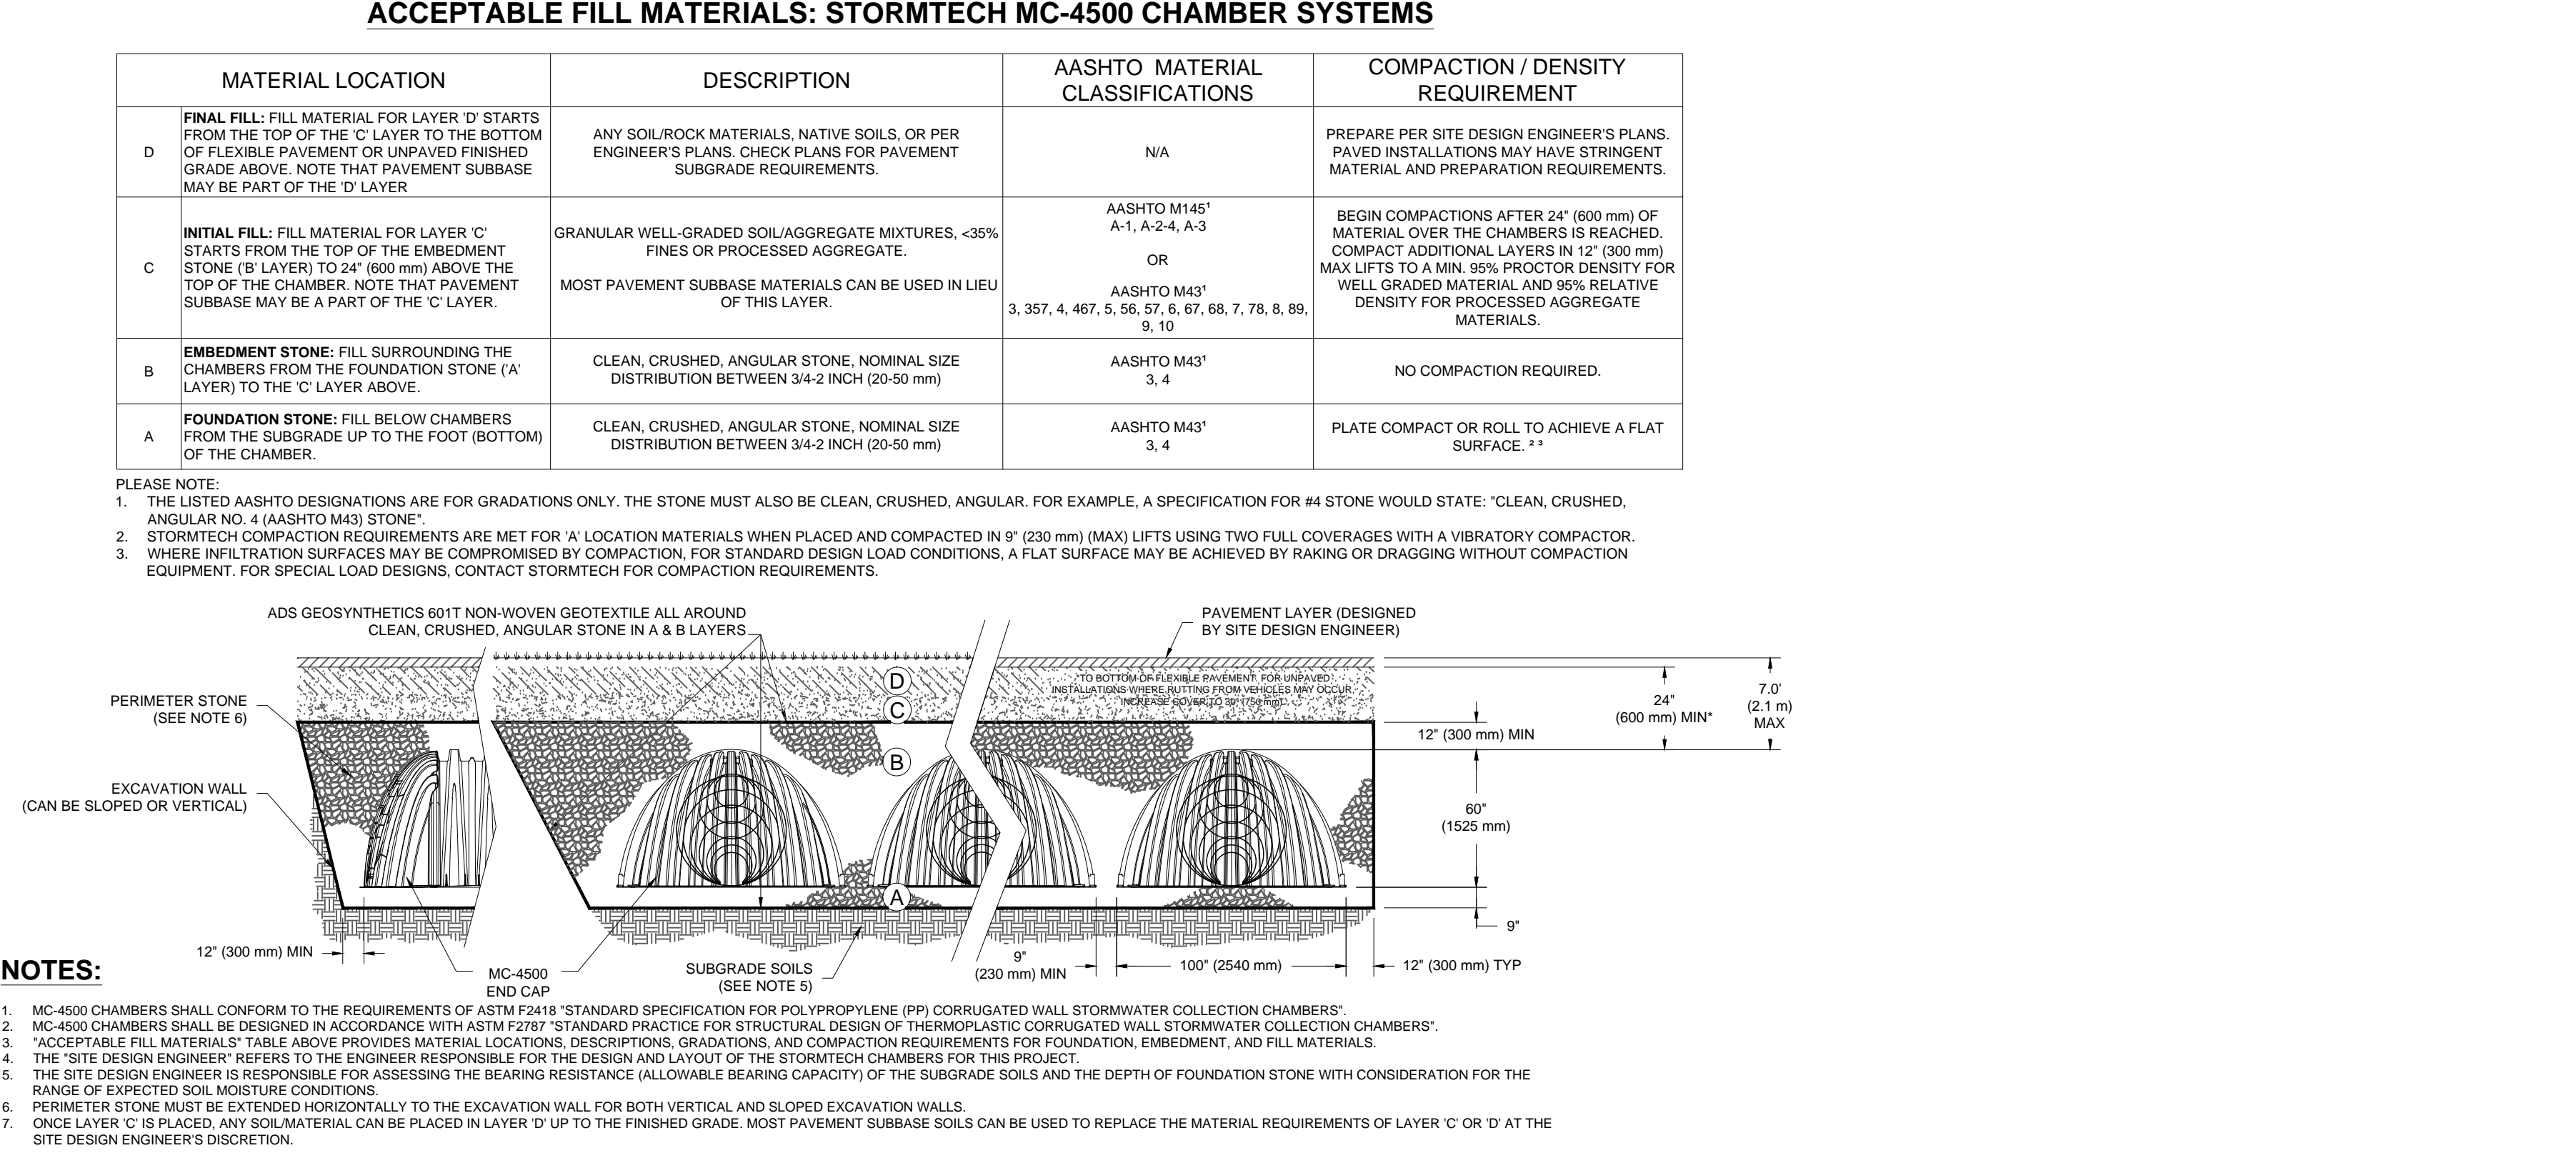 ACCEPTABLE FILL MATERIALS: STORMTECH MC-4500 CHAMBER SYSTEMS
MATERIAL LOCATION
DESCRIPTION
AASHTO MATERIAL
CLASSIFICATIONS
COMPACTION / DENSITY
REQUIREMENT
D
FINAL FILL: FILL MATERIAL FOR LAYER 'D' STARTS
FROM THE TOP OF THE 'C' LAYER TO THE BOTTOM
OF FLEXIBLE PAVEMENT OR UNPAVED FINISHED
GRADE ABOVE. NOTE THAT PAVEMENT SUBBASE
MAY BE PART OF THE 'D' LAYER
ANY SOIL/ROCK MATERIALS, NATIVE SOILS, OR PER
ENGINEER'S PLANS. CHECK PLANS FOR PAVEMENT
SUBGRADE REQUIREMENTS.
N/A
PREPARE PER SITE DESIGN ENGINEER'S PLANS.
PAVED INSTALLATIONS MAY HAVE STRINGENT
MATERIAL AND PREPARATION REQUIREMENTS.
C
INITIAL FILL: FILL MATERIAL FOR LAYER 'C'
STARTS FROM THE TOP OF THE EMBEDMENT
STONE ('B' LAYER) TO 24" (600 mm) ABOVE THE
TOP OF THE CHAMBER. NOTE THAT PAVEMENT
SUBBASE MAY BE A PART OF THE 'C' LAYER.
GRANULAR WELL-GRADED SOIL/AGGREGATE MIXTURES, <35%
FINES OR PROCESSED AGGREGATE.
MOST PAVEMENT SUBBASE MATERIALS CAN BE USED IN LIEU
OF THIS LAYER.
AASHTO M145¹
A-1, A-2-4, A-3
OR
AASHTO M43¹
3, 357, 4, 467, 5, 56, 57, 6, 67, 68, 7, 78, 8, 89,
9, 10
BEGIN COMPACTIONS AFTER 24" (600 mm) OF
MATERIAL OVER THE CHAMBERS IS REACHED.
COMPACT ADDITIONAL LAYERS IN 12" (300 mm)
MAX LIFTS TO A MIN. 95% PROCTOR DENSITY FOR
WELL GRADED MATERIAL AND 95% RELATIVE
DENSITY FOR PROCESSED AGGREGATE
MATERIALS.
B
EMBEDMENT STONE: FILL SURROUNDING THE
CHAMBERS FROM THE FOUNDATION STONE ('A'
LAYER) TO THE 'C' LAYER ABOVE.
CLEAN, CRUSHED, ANGULAR STONE, NOMINAL SIZE
DISTRIBUTION BETWEEN 3/4-2 INCH (20-50 mm)
AASHTO M43¹
3, 4
NO COMPACTION REQUIRED.
A
FOUNDATION STONE: FILL BELOW CHAMBERS
FROM THE SUBGRADE UP TO THE FOOT (BOTTOM)
OF THE CHAMBER.
CLEAN, CRUSHED, ANGULAR STONE, NOMINAL SIZE
DISTRIBUTION BETWEEN 3/4-2 INCH (20-50 mm)
AASHTO M43¹
3, 4
PLATE COMPACT OR ROLL TO ACHIEVE A FLAT
SURFACE. ² ³
PLEASE NOTE:
1. THE LISTED AASHTO DESIGNATIONS ARE FOR GRADATIONS ONLY. THE STONE MUST ALSO BE CLEAN, CRUSHED, ANGULAR. FOR EXAMPLE, A SPECIFICATION FOR #4 STONE WOULD STATE: "CLEAN, CRUSHED,
ANGULAR NO. 4 (AASHTO M43) STONE".
2. STORMTECH COMPACTION REQUIREMENTS ARE MET FOR 'A' LOCATION MATERIALS WHEN PLACED AND COMPACTED IN 9" (230 mm) (MAX) LIFTS USING TWO FULL COVERAGES WITH A VIBRATORY COMPACTOR.
3. WHERE INFILTRATION SURFACES MAY BE COMPROMISED BY COMPACTION, FOR STANDARD DESIGN LOAD CONDITIONS, A FLAT SURFACE MAY BE ACHIEVED BY RAKING OR DRAGGING WITHOUT COMPACTION
EQUIPMENT. FOR SPECIAL LOAD DESIGNS, CONTACT STORMTECH FOR COMPACTION REQUIREMENTS.
ADS GEOSYNTHETICS 601T NON-WOVEN GEOTEXTILE ALL AROUND
CLEAN, CRUSHED, ANGULAR STONE IN A & B LAYERS
PAVEMENT LAYER (DESIGNED
BY SITE DESIGN ENGINEER)
PERIMETER STONE
(SEE NOTE 6)
EXCAVATION WALL
(CAN BE SLOPED OR VERTICAL)
D
C
B
A
TO BOTTOM OF FLEXIBLE PAVEMENT. FOR UNPAVED
INSTALLATIONS WHERE RUTTING FROM VEHICLES MAY OCCUR,
INCREASE COVER TO 30" (750 mm).
24"
(600 mm) MIN*
7.0'
(2.1 m)
MAX
12" (300 mm) MIN
60"
(1525 mm)
9"
12" (300 mm) MIN
MC-4500
END CAP
SUBGRADE SOILS
(SEE NOTE 5)
9"
(230 mm) MIN
100" (2540 mm)
12" (300 mm) TYP
NOTES:
1. MC-4500 CHAMBERS SHALL CONFORM TO THE REQUIREMENTS OF ASTM F2418 "STANDARD SPECIFICATION FOR POLYPROPYLENE (PP) CORRUGATED WALL STORMWATER COLLECTION CHAMBERS".
2. MC-4500 CHAMBERS SHALL BE DESIGNED IN ACCORDANCE WITH ASTM F2787 "STANDARD PRACTICE FOR STRUCTURAL DESIGN OF THERMOPLASTIC CORRUGATED WALL STORMWATER COLLECTION CHAMBERS".
3. "ACCEPTABLE FILL MATERIALS" TABLE ABOVE PROVIDES MATERIAL LOCATIONS, DESCRIPTIONS, GRADATIONS, AND COMPACTION REQUIREMENTS FOR FOUNDATION, EMBEDMENT, AND FILL MATERIALS.
4. THE "SITE DESIGN ENGINEER" REFERS TO THE ENGINEER RESPONSIBLE FOR THE DESIGN AND LAYOUT OF THE STORMTECH CHAMBERS FOR THIS PROJECT.
5. THE SITE DESIGN ENGINEER IS RESPONSIBLE FOR ASSESSING THE BEARING RESISTANCE (ALLOWABLE BEARING CAPACITY) OF THE SUBGRADE SOILS AND THE DEPTH OF FOUNDATION STONE WITH CONSIDERATION FOR THE
RANGE OF EXPECTED SOIL MOISTURE CONDITIONS.
6. PERIMETER STONE MUST BE EXTENDED HORIZONTALLY TO THE EXCAVATION WALL FOR BOTH VERTICAL AND SLOPED EXCAVATION WALLS.
7. ONCE LAYER 'C' IS PLACED, ANY SOIL/MATERIAL CAN BE PLACED IN LAYER 'D' UP TO THE FINISHED GRADE. MOST PAVEMENT SUBBASE SOILS CAN BE USED TO REPLACE THE MATERIAL REQUIREMENTS OF LAYER 'C' OR 'D' AT THE
SITE DESIGN ENGINEER'S DISCRETION.